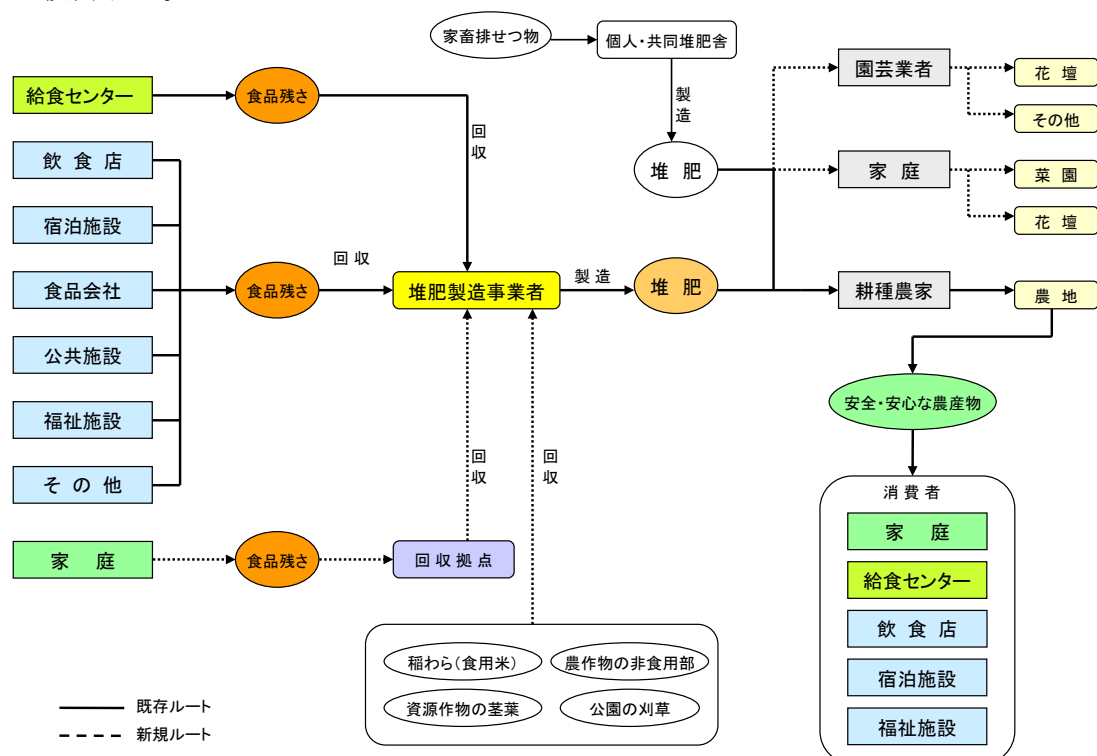 家畜排せつ物
個人・共同堆肥舎
園芸業者
花 壇
給食センター
食品残さ
製造
その他
回収
飲 食 店
堆 肥
家 庭
菜 園
宿泊施設
花 壇
回 収
製 造
食品会社
食品残さ
堆肥製造事業者
堆 肥
耕種農家
農 地
公共施設
安全・安心な農産物
福祉施設
回収
回収
そ の 他
消 費 者
家 庭
家 庭
食品残さ
回 収 拠 点
給食センター
飲 食 店
稲わら(食用米)
農作物の非食用部
宿泊施設
資源作物の茎葉
公園の刈草
既存ルート
福祉施設
新規ルート